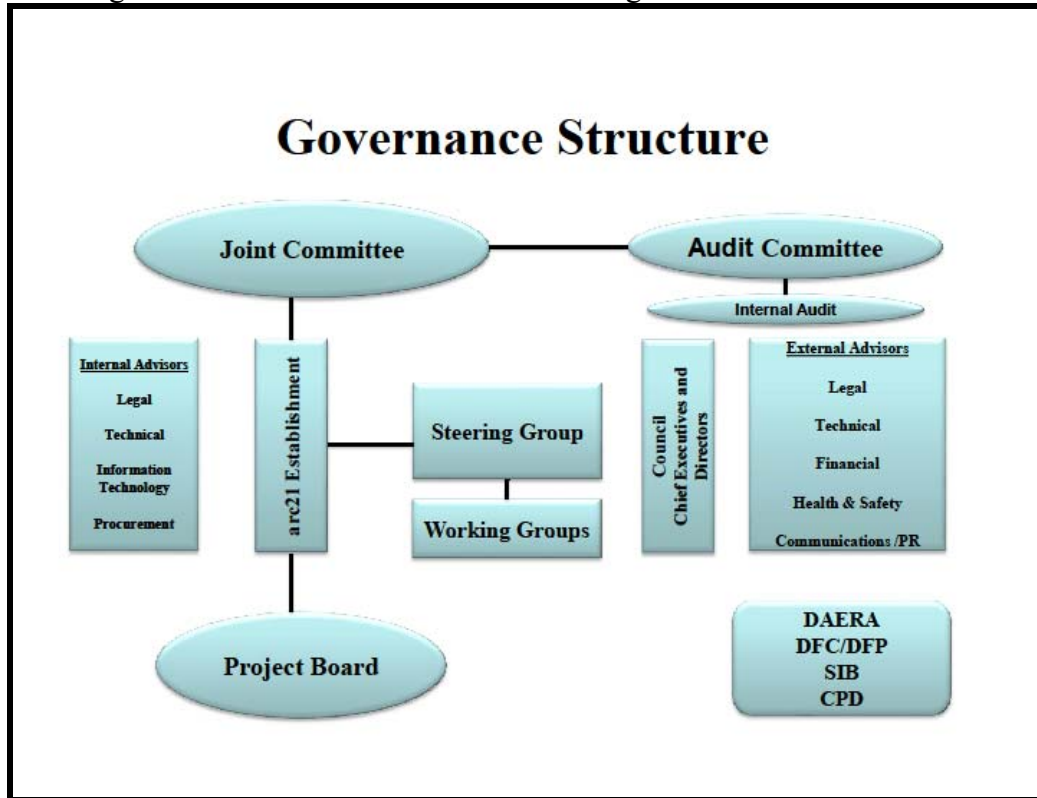 Governance Structure
Joint Committee
Audit Committee
Internal Audit
Internal Advisors
Legal
Technical
Information
Technology
Procurement
arc21 Establishment
Steering Group
Working Groups
Council
Chief Executives and
Directors
External Advisors
Legal
Technical
Financial
Health & Safety
Communications /PR
Project Board
DAERA
DFC/DFP
SIB
CPD